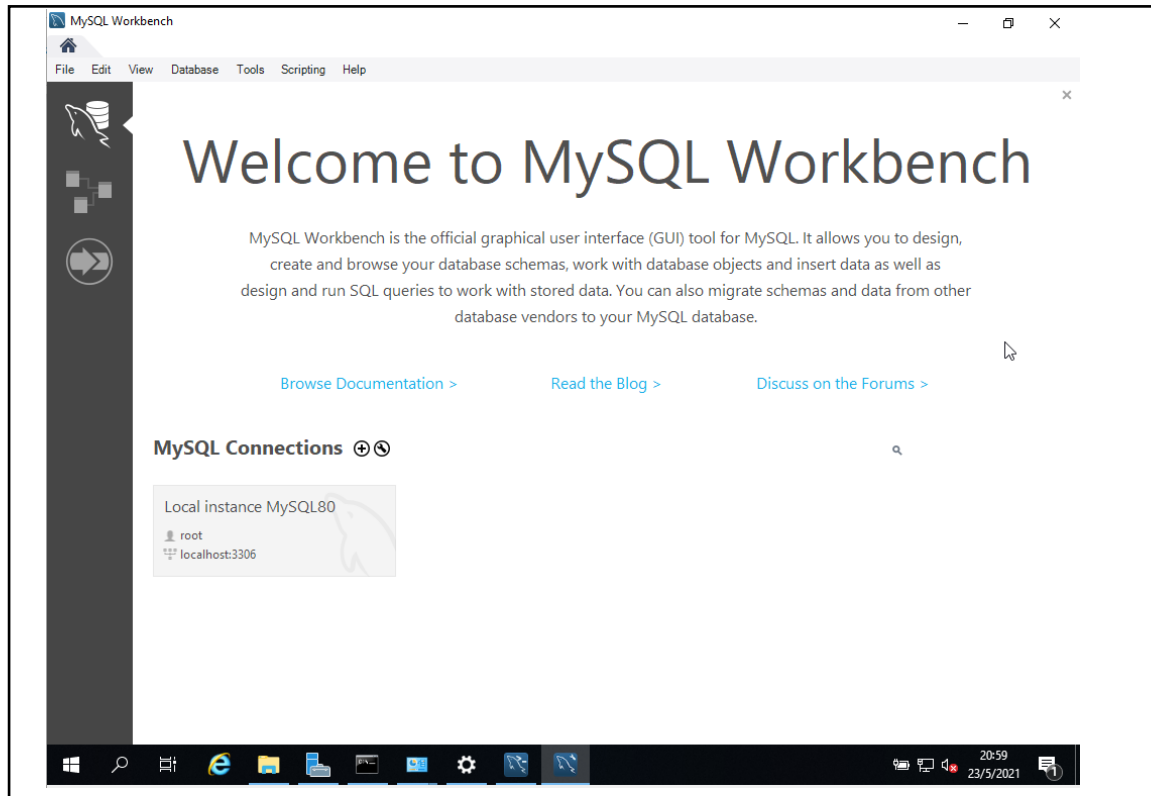 MySQL Workbench
File Edit View Database Tools Scripting Help
Welcome to MySQL Workbench
MySQL Workbench is the official graphical user interface (GUI) tool for MySQL. It allows you to design,
create and browse your database schemas, work with database objects and insert data as well as
design and run SQL queries to work with stored data. You can also migrate schemas and data from other
database vendors to your MySQL database.
Browse Documentation > Read the Blog > Discuss on the Forums >
MySQL Connections
Local instance MySQL80
root
localhost:3306
20:59
23/5/2021
1